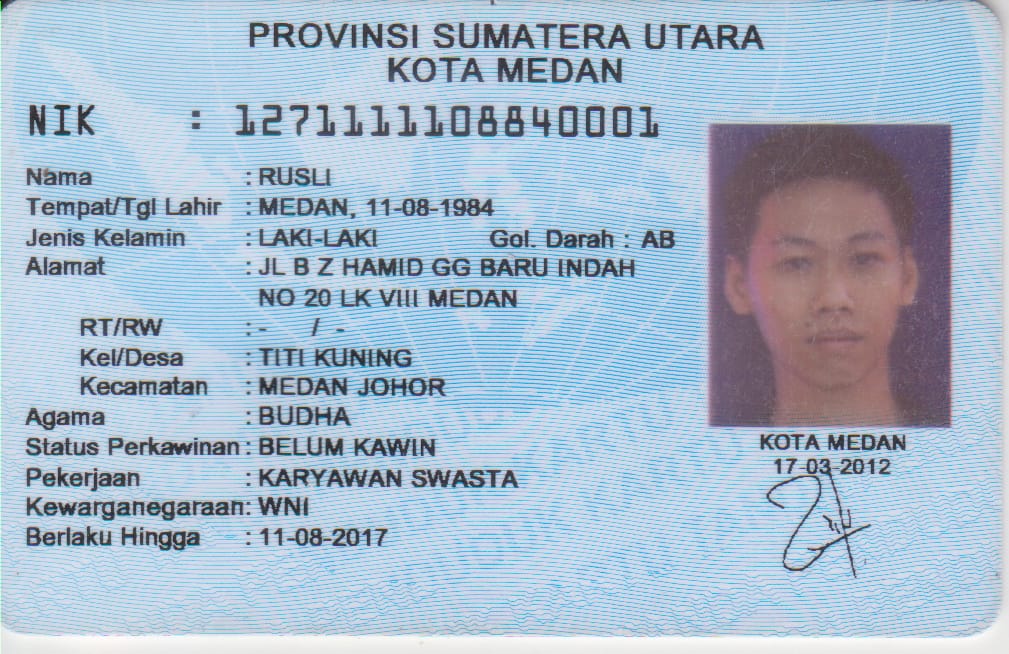 PROVINSI SUMATERA UTARA
KOTA MEDAN
NIK : 1271111108840001
Nama : RUSLI
Tempat/Tgl Lahir : MEDAN, 11-08-1984
Jenis Kelamin : LAKI-LAKI Gol. Darah : AB
Alamat : JL B Z HAMID GG BARU INDAH
NO 20 LK VIII MEDAN
RT/RW : - / -
Kel/Desa : TITI KUNING
Kecamatan : MEDAN JOHOR
Agama : BUDHA
Status Perkawinan : BELUM KAWIN
Pekerjaan : KARYAWAN SWASTA
Kewarganegaraan : WNI
Berlaku Hingga : 11-08-2017
KOTA MEDAN
17-03-2012